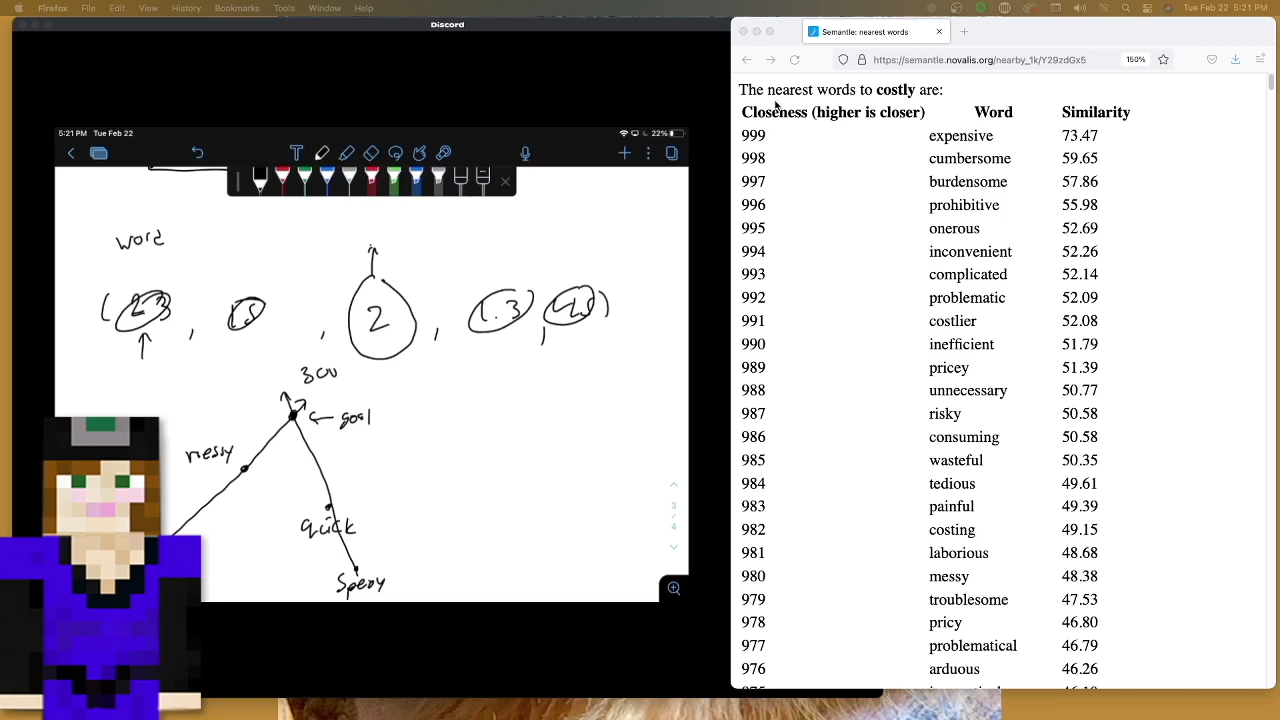 Firefox File Edit View History Bookmarks Tools Window Help
Tue Feb 22 5:21 PM
Discord
5:21 PM Tue Feb 22
22%
word
2
300
goal
messy
quick
3
4
Semantle: nearest words
https://semantle.novalis.org/nearby_1k/Y29zdGx5
150%
The nearest words to costly are:
Closeness (higher is closer) Word Similarity
999 expensive 73.47
998 cumbersome 59.65
997 burdensome 57.86
996 prohibitive 55.98
995 onerous 52.69
994 inconvenient 52.26
993 complicated 52.14
992 problematic 52.09
991 costlier 52.08
990 inefficient 51.79
989 pricey 51.39
988 unnecessary 50.77
987 risky 50.58
986 consuming 50.58
985 wasteful 50.35
984 tedious 49.61
983 painful 49.39
982 costing 49.15
981 laborious 48.68
980 messy 48.38
979 troublesome 47.53
978 pricy 46.80
977 problematical 46.79
976 arduous 46.26